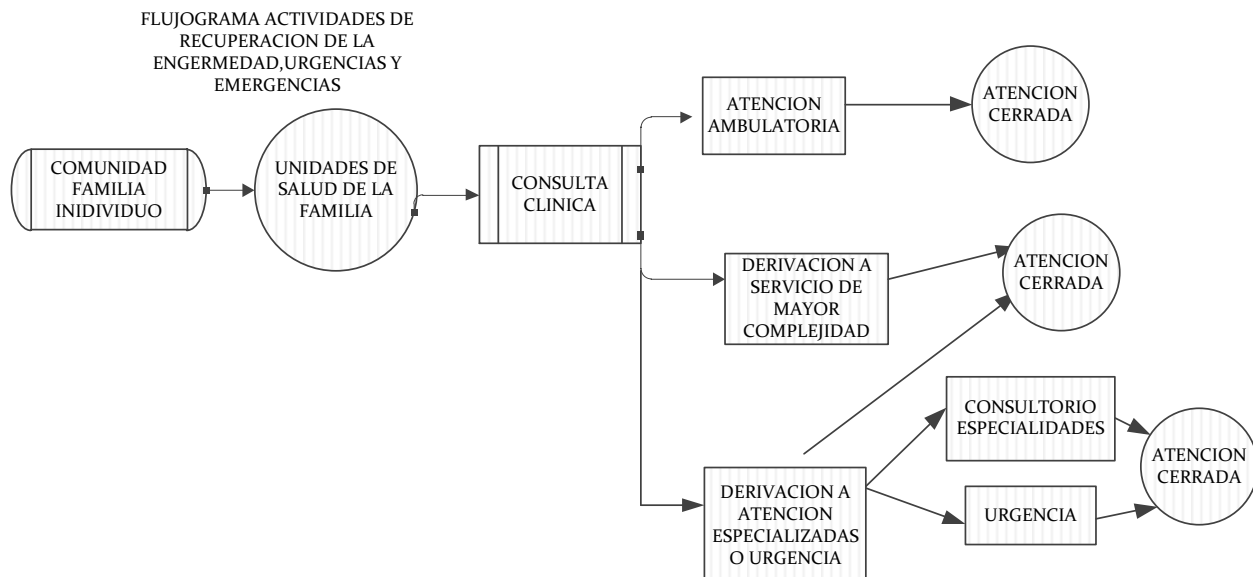 FLUJOGRAMA ACTIVIDADES DE
RECUPERACION DE LA
ENGERMEDAD,URGENCIAS Y
EMERGENCIAS
COMUNIDAD
FAMILIA
INIDIVIDUO
UNIDADES DE
SALUD DE LA
FAMILIA
CONSULTA
CLINICA
ATENCION
AMBULATORIA
ATENCION
CERRADA
DERIVACION A
SERVICIO DE
MAYOR
COMPLEJIDAD
ATENCION
CERRADA
DERIVACION A
ATENCION
ESPECIALIZADAS
O URGENCIA
CONSULTORIO
ESPECIALIDADES
URGENCIA
ATENCION
CERRADA